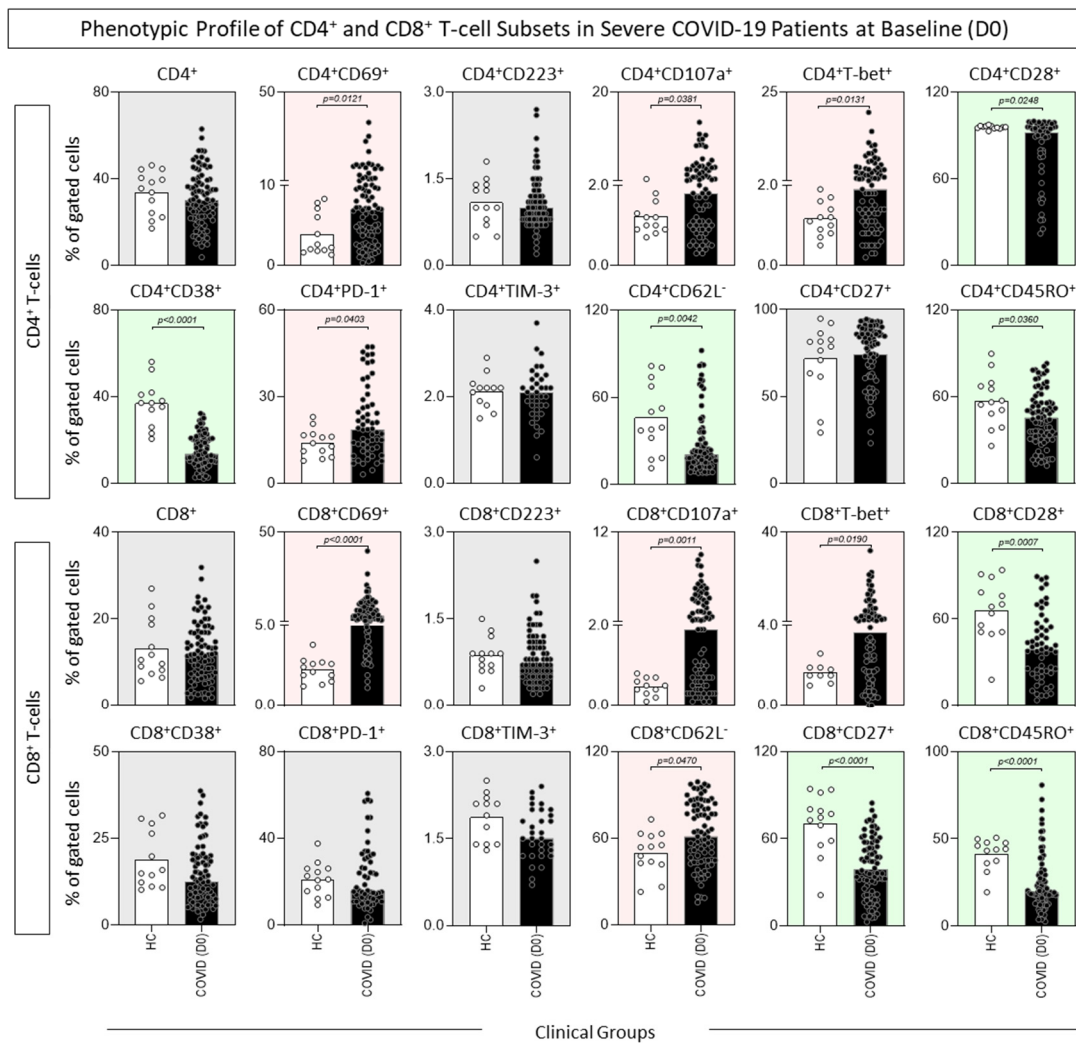 Phenotypic Profile of CD4⁺ and CD8⁺ T-cell Subsets in Severe COVID-19 Patients at Baseline (D0)
CD4⁺ T-cells
% of gated cells
CD4⁺
80
40
0
CD4⁺CD69⁺
p=0.0121
50
10
0
CD4⁺CD223⁺
3.0
1.5
0.0
CD4⁺CD107a⁺
p=0.0381
20
2.0
0.0
CD4⁺T-bet⁺
p=0.0131
25
2.0
0.0
CD4⁺CD28⁺
p=0.0248
120
60
0
% of gated cells
CD4⁺CD38⁺
p<0.0001
80
40
0
CD4⁺PD-1⁺
p=0.0403
60
30
0
CD4⁺TIM-3⁺
4.0
2.0
0.0
CD4⁺CD62L⁻
p=0.0042
120
60
0
CD4⁺CD27⁺
100
50
0
CD4⁺CD45RO⁺
p=0.0360
120
60
0
CD8⁺ T-cells
% of gated cells
CD8⁺
40
20
0
CD8⁺CD69⁺
p<0.0001
50
5.0
0.0
CD8⁺CD223⁺
3.0
1.5
0.0
CD8⁺CD107a⁺
p=0.0011
12
2.0
0.0
CD8⁺T-bet⁺
p=0.0190
40
4.0
0.0
CD8⁺CD28⁺
p=0.0007
120
60
0
% of gated cells
CD8⁺CD38⁺
50
25
0
CD8⁺PD-1⁺
80
40
0
CD8⁺TIM-3⁺
3.0
1.5
0.0
CD8⁺CD62L⁻
p=0.0470
120
60
0
CD8⁺CD27⁺
p<0.0001
120
60
0
CD8⁺CD45RO⁺
p<0.0001
100
50
0
HC
COVID (D0)
HC
COVID (D0)
HC
COVID (D0)
HC
COVID (D0)
HC
COVID (D0)
HC
COVID (D0)
Clinical Groups